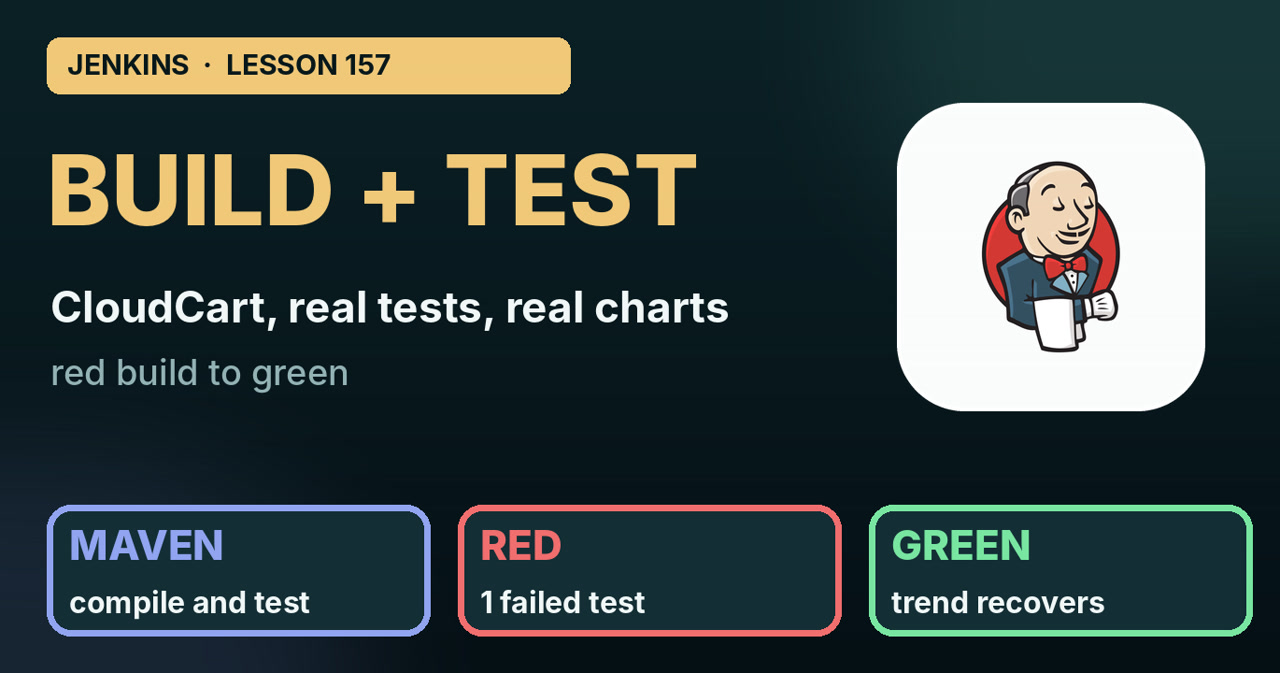 JENKINS · LESSON 157
BUILD + TEST
CloudCart, real tests, real charts
red build to green
MAVEN
compile and test
RED
1 failed test
GREEN
trend recovers